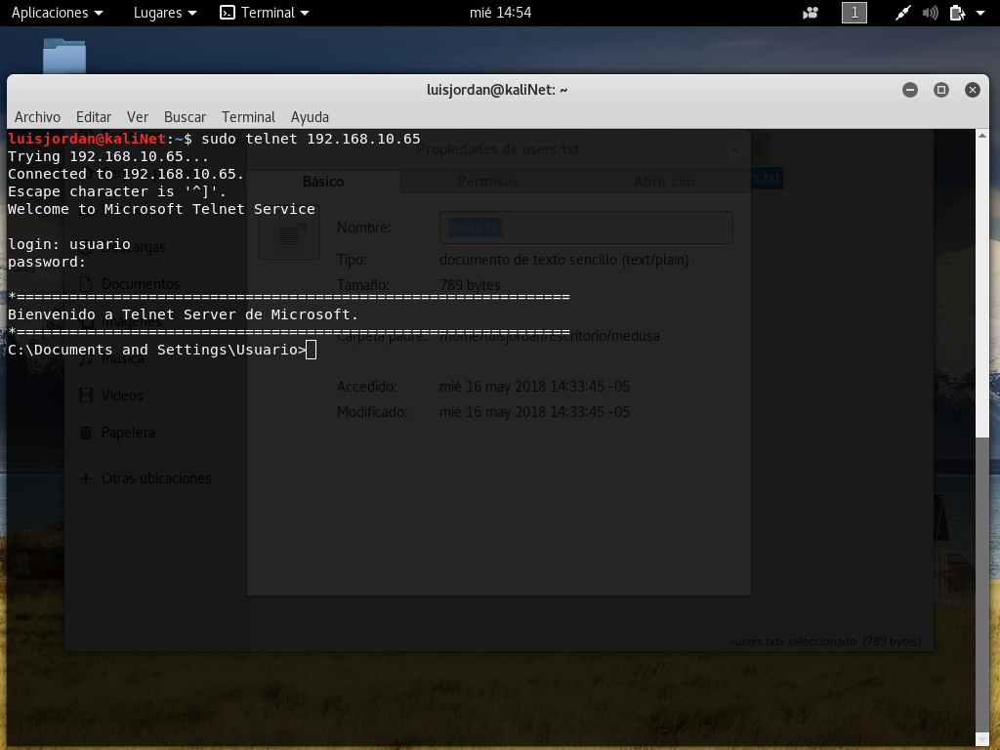 Aplicaciones Lugares Terminal mié 14:54 1
luisjordan@kaliNet: ~
Archivo Editar Ver Buscar Terminal Ayuda
luisjordan@kaliNet:~$ sudo telnet 192.168.10.65
Trying 192.168.10.65...
Connected to 192.168.10.65.
Escape character is '^]'.
Welcome to Microsoft Telnet Service
login: usuario
password:
*===============================================================
Bienvenido a Telnet Server de Microsoft.
*===============================================================
C:\Documents and Settings\Usuario>
Propiedades de users.txt
Básico Permisos Abrir con
Nombre: users.txt
Tipo: documento de texto sencillo (text/plain)
Tamaño: 789 bytes
Carpeta padre: /home/luisjordan/Escritorio/medusa
Accedido: mié 16 may 2018 14:33:45 -05
Modificado: mié 16 may 2018 14:33:45 -05
Descargas
Documentos
Imágenes
Música
Vídeos
Papelera
+ Otras ubicaciones
«users.txt» seleccionado (789 bytes)